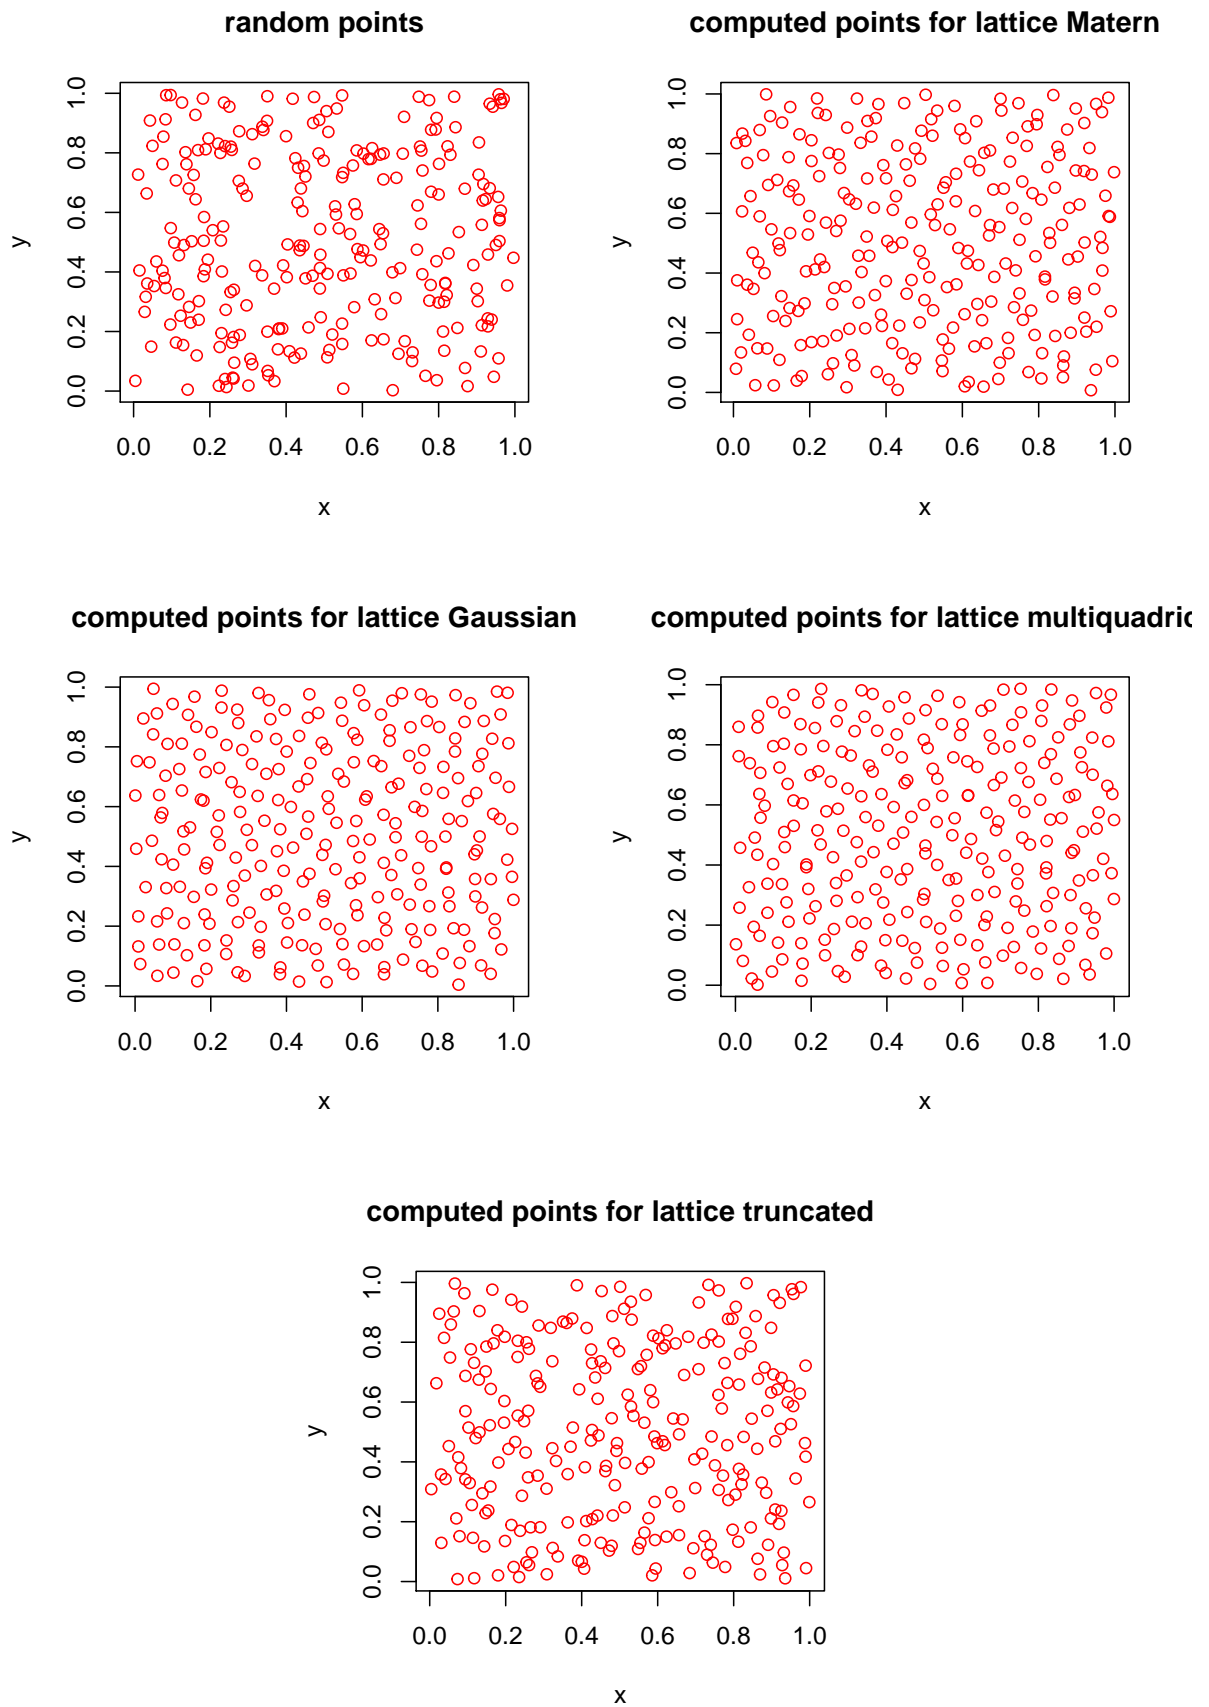 random points
y
0.0 0.2 0.4 0.6 0.8 1.0
0.0 0.2 0.4 0.6 0.8 1.0
x
computed points for lattice Matern
y
0.0 0.2 0.4 0.6 0.8 1.0
0.0 0.2 0.4 0.6 0.8 1.0
x
computed points for lattice Gaussian
y
0.0 0.2 0.4 0.6 0.8 1.0
0.0 0.2 0.4 0.6 0.8 1.0
x
computed points for lattice multiquadric
y
0.0 0.2 0.4 0.6 0.8 1.0
0.0 0.2 0.4 0.6 0.8 1.0
x
computed points for lattice truncated
y
0.0 0.2 0.4 0.6 0.8 1.0
0.0 0.2 0.4 0.6 0.8 1.0
x